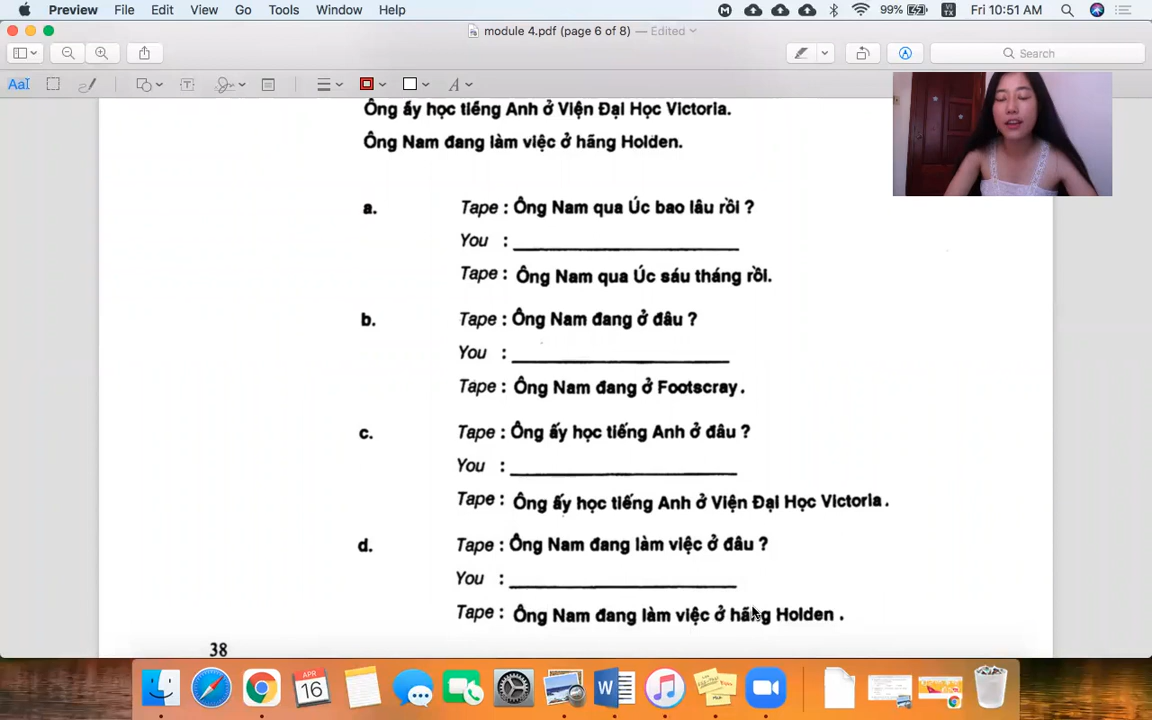 Preview File Edit View Go Tools Window Help 99% VI TX Fri 10:51 AM
module 4.pdf (page 6 of 8) — Edited
Search
AaI T A
Ông ấy học tiếng Anh ở Viện Đại Học Victoria.
Ông Nam đang làm việc ở hãng Holden.
a. Tape : Ông Nam qua Úc bao lâu rồi ?
You :
Tape : Ông Nam qua Úc sáu tháng rồi.
b. Tape : Ông Nam đang ở đâu ?
You :
Tape : Ông Nam đang ở Footscray .
c. Tape : Ông ấy học tiếng Anh ở đâu ?
You :
Tape : Ông ấy học tiếng Anh ở Viện Đại Học Victoria .
d. Tape : Ông Nam đang làm việc ở đâu ?
You :
Tape : Ông Nam đang làm việc ở hãng Holden .
38
APR
16
W